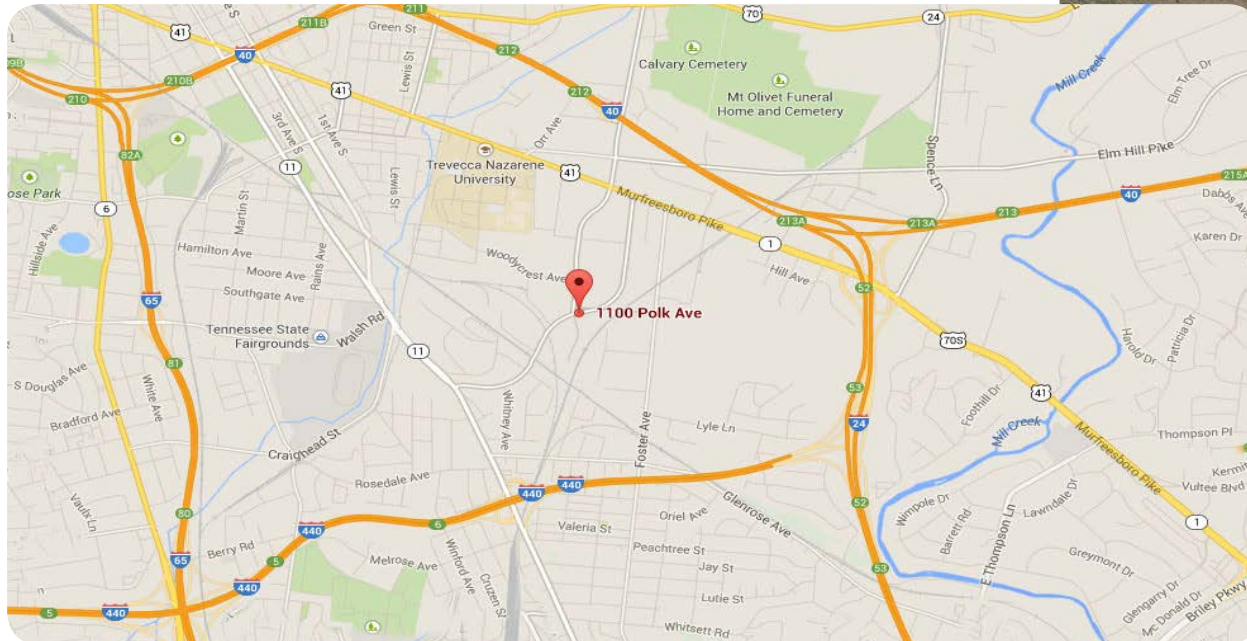 41
211B
Green St
211
70
24
40
210B
212
Calvary Cemetery
Mill Creek
Elm Tree Dr
210
41
Lewis St
212
Mt Olivet Funeral
Home and Cemetery
3rd Ave S
1st Ave S
Orr Ave
40
82A
Spence Ln
11
Trevecca Nazarene
University
41
Elm Hill Pike
215A
6
Lewis St
Murfreesboro Pike
40
Martin St
213A
213A
213
Karen Dr
Hillside Ave
Hamilton Ave
Rains Ave
Woodycrest Ave
1
Moore Ave
Hill Ave
Southgate Ave
52
65
1100 Polk Ave
Tennessee State
Fairgrounds
Walsh Rd
11
70S
Harold Dr
Patricia Dr
81
S Douglas Ave
White Ave
53
41
Bradford Ave
Whitney Ave
Foster Ave
Lyle Ln
24
Foothill Dr
Mill Creek
Murfreesboro Pike
Thompson Pl
Craighead St
Rosedale Ave
440
440
Vultee Blvd
Vaulx Ln
80
440
6
Glenrose Ave
52
Wimpole Dr
Barrett Rd
Lawndale Dr
Valeria St
Oriel Ave
1
65
Berry Rd
5
Melrose Ave
Winford Ave
Cruzen St
Peachtree St
Jay St
53
E Thompson Ln
Greymont Dr
440
Lutie St
Glengarry Dr
5
440
Whitsett Rd
McDonald Dr
Briley Pkwy